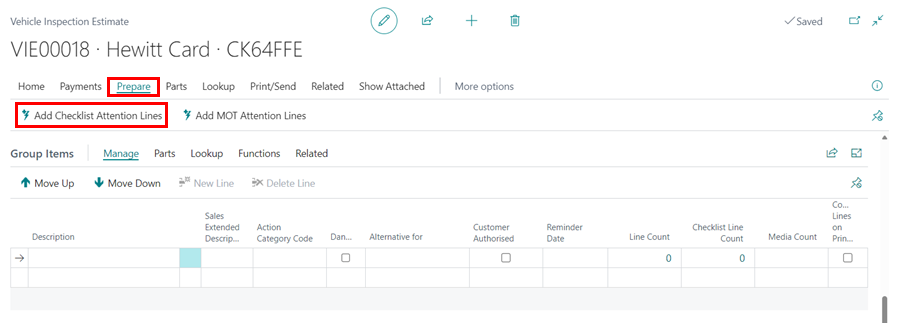 Vehicle Inspection Estimate
Saved
VIE00018 · Hewitt Card · CK64FFE
Home Payments Prepare Parts Lookup Print/Send Related Show Attached More options
Add Checklist Attention Lines Add MOT Attention Lines
Group Items Manage Parts Lookup Functions Related
Move Up Move Down New Line Delete Line
Description
Sales Extended Descrip...
Action Category Code
Dan...
Alternative for
Customer Authorised
Reminder Date
Line Count
Checklist Line Count
Media Count
Co... Lines on Prin...
0 0